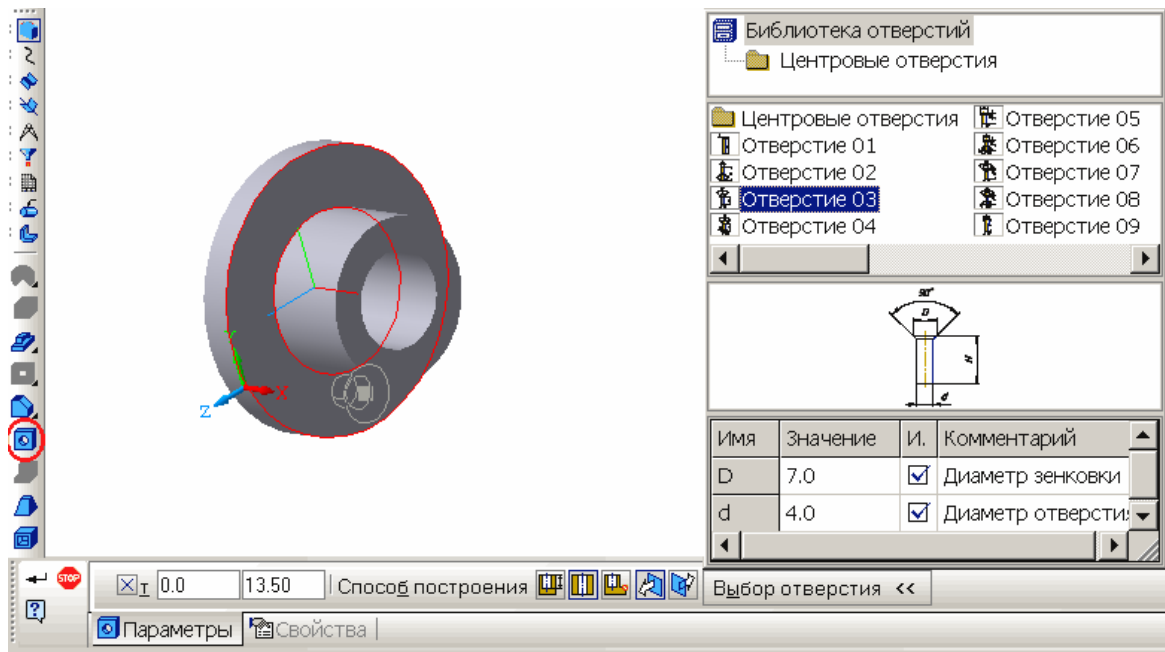 Библиотека отверстий
Центровые отверстия
Центровые отверстия
Отверстие 05
Отверстие 01
Отверстие 06
Отверстие 02
Отверстие 07
Отверстие 03
Отверстие 08
Отверстие 04
Отверстие 09
90°
D
H
d
Y
X
Z
Имя Значение И. Комментарий
D 7.0 Диаметр зенковки
d 4.0 Диаметр отверсти
STOP
т 0.0 13.50 Способ построения Выбор отверстия <<
Параметры Свойства